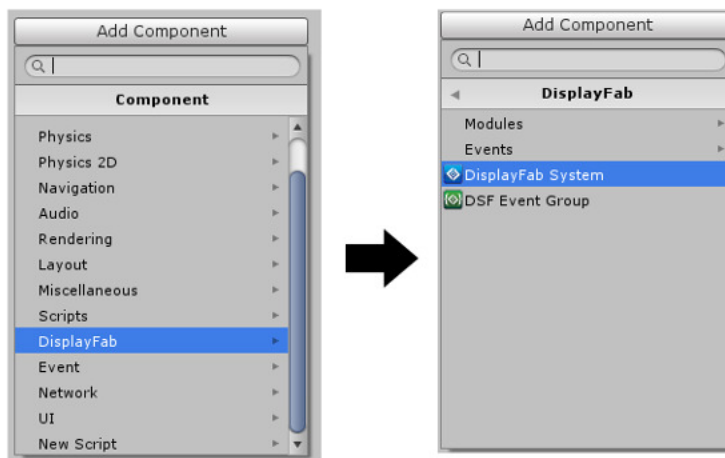 Add Component
Component
Physics
Physics 2D
Navigation
Audio
Rendering
Layout
Miscellaneous
Scripts
DisplayFab
Event
Network
UI
New Script
Add Component
DisplayFab
Modules
Events
DisplayFab System
DSF Event Group